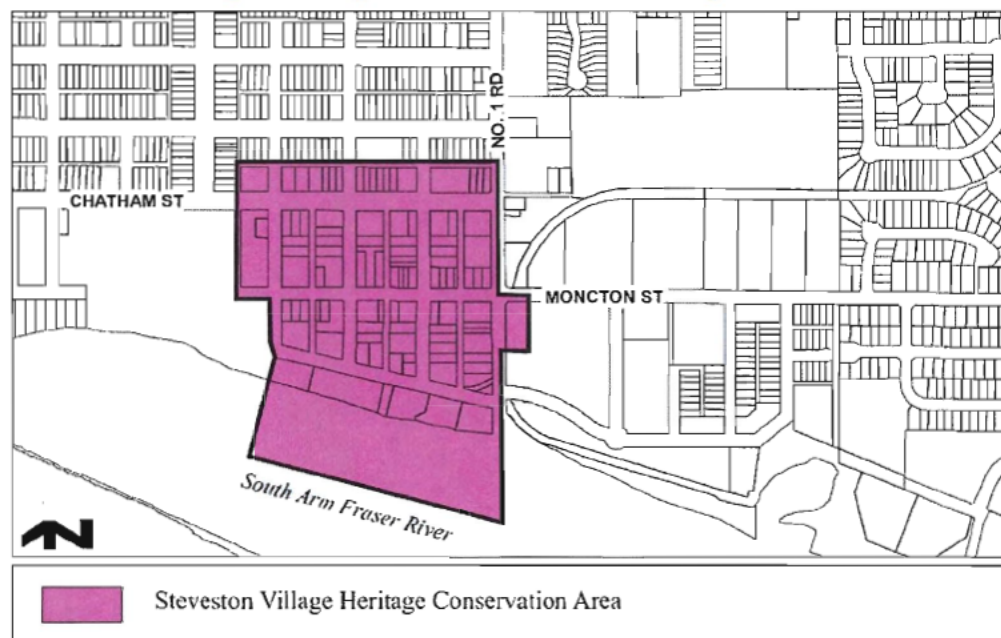 NO. 1 RD
CHATHAM ST
MONCTON ST
South Arm Fraser River
N
Steveston Village Heritage Conservation Area